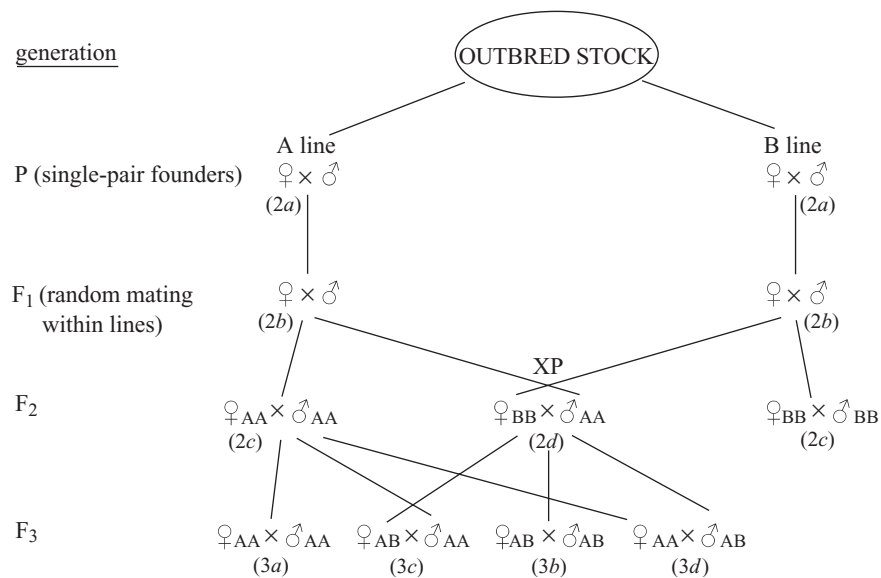 generation
OUTBRED STOCK
A line
B line
P (single-pair founders)
♀ × ♂
♀ × ♂
(2a)
(2a)
F1 (random mating
within lines)
♀ × ♂
♀ × ♂
(2b)
(2b)
XP
F2
♀AA × ♂AA
♀BB × ♂AA
♀BB × ♂BB
(2c)
(2d)
(2c)
F3
♀AA × ♂AA
♀AB × ♂AA
♀AB × ♂AB
♀AA × ♂AB
(3a)
(3c)
(3b)
(3d)